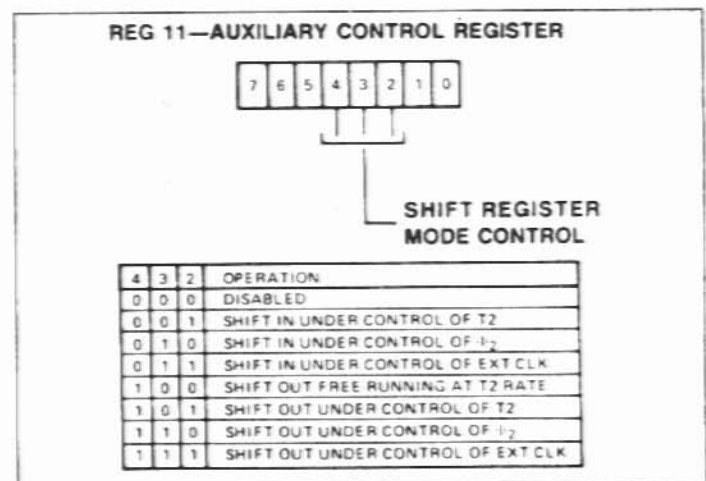 REG 11—AUXILIARY CONTROL REGISTER
7 6 5 4 3 2 1 0
SHIFT REGISTER
MODE CONTROL
4 3 2 OPERATION
0 0 0 DISABLED
0 0 1 SHIFT IN UNDER CONTROL OF T2
0 1 0 SHIFT IN UNDER CONTROL OF
0 1 1 SHIFT IN UNDER CONTROL OF EXT CLK
1 0 0 SHIFT OUT FREE RUNNING AT T2 RATE
1 0 1 SHIFT OUT UNDER CONTROL OF T2
1 1 0 SHIFT OUT UNDER CONTROL OF
1 1 1 SHIFT OUT UNDER CONTROL OF EXT CLK